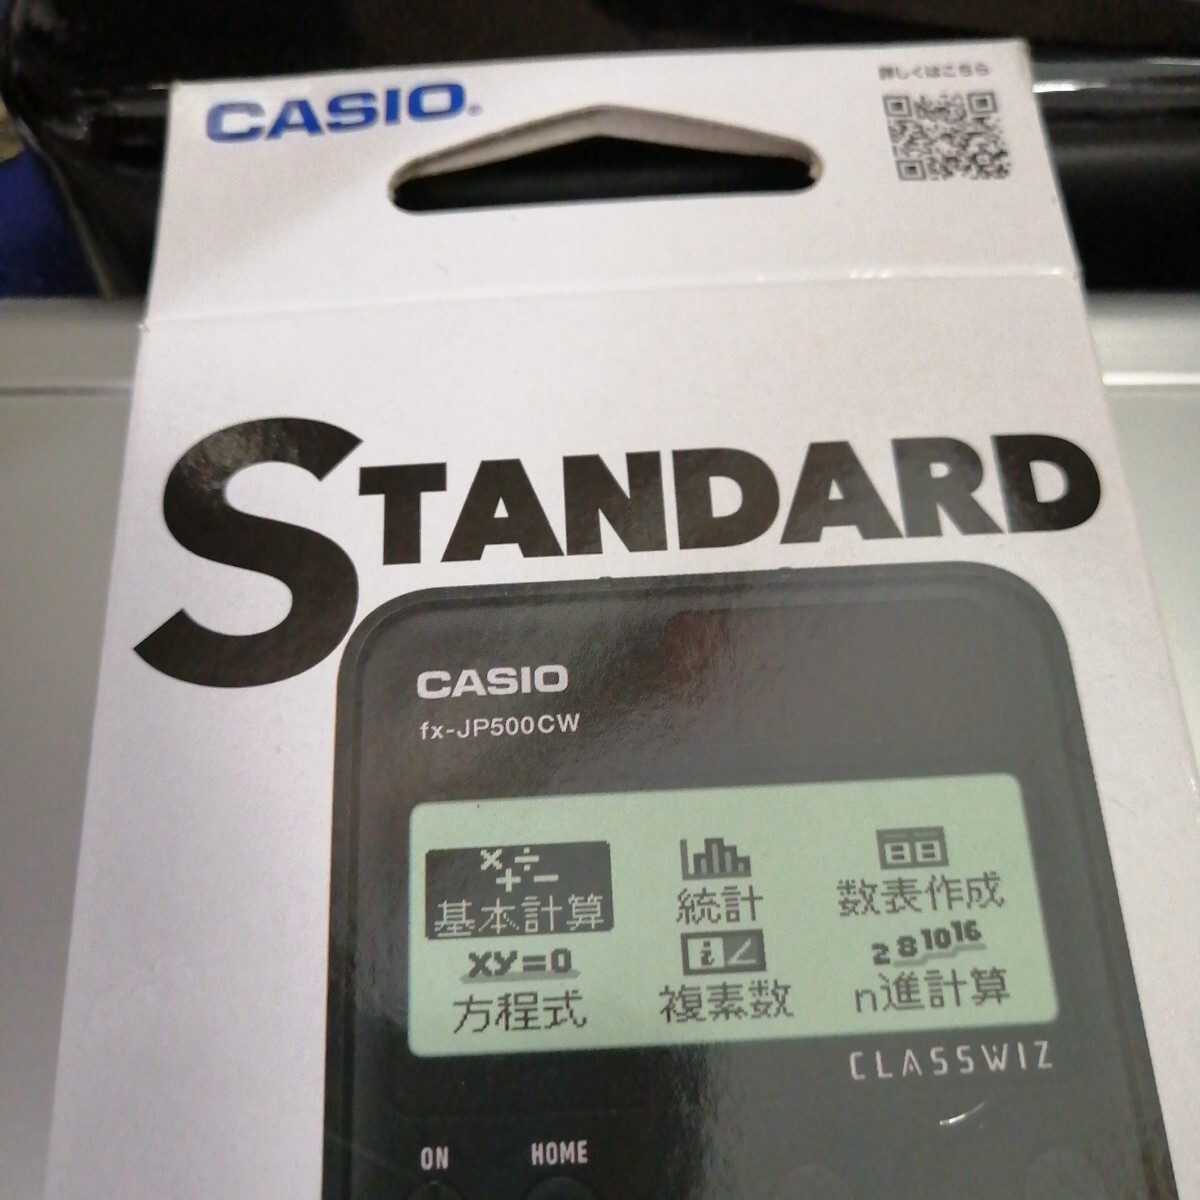 CASIO®
詳しくはこちら
STANDARD
CASIO
fx-JP500CW
基本計算
統計
数表作成
XY=0
i∠
2 8 10 16
方程式
複素数
n進計算
CLASSWIZ
ON
HOME